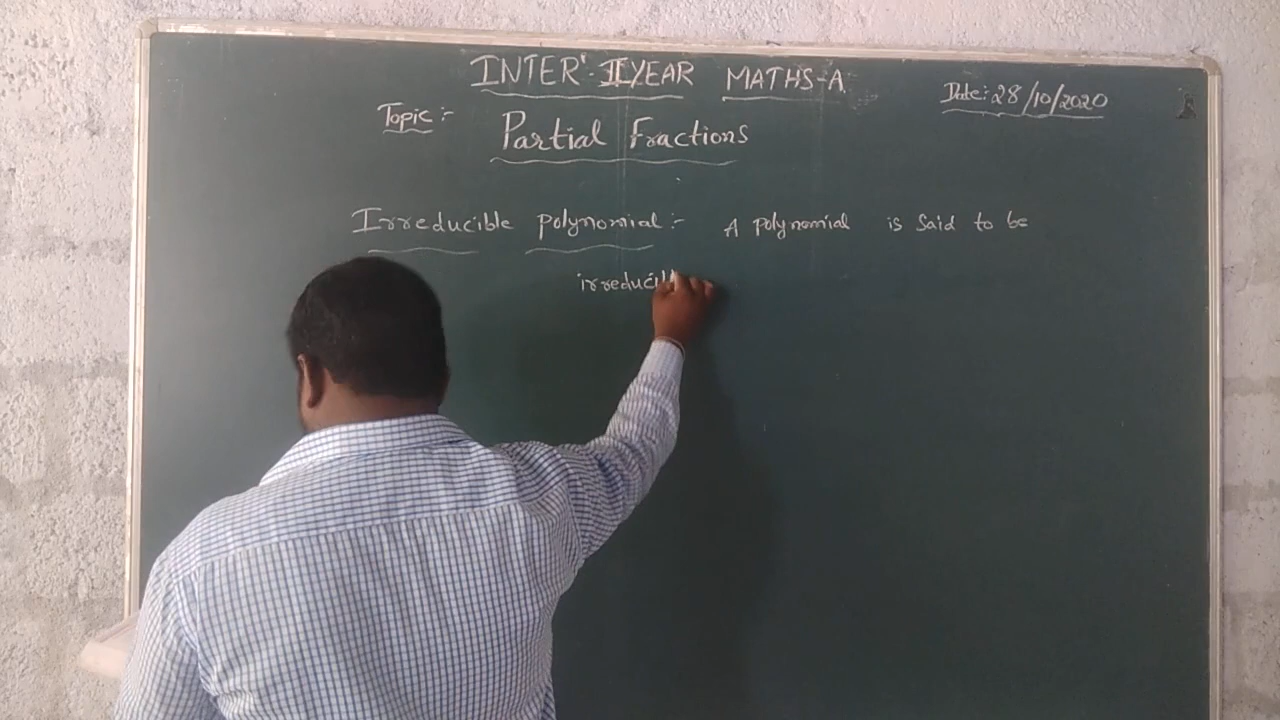 INTER' - II YEAR MATHS-A
Date: 28/10/2020
Topic :- Partial Fractions
Irreducible polynomial :- A polynomial is said to be